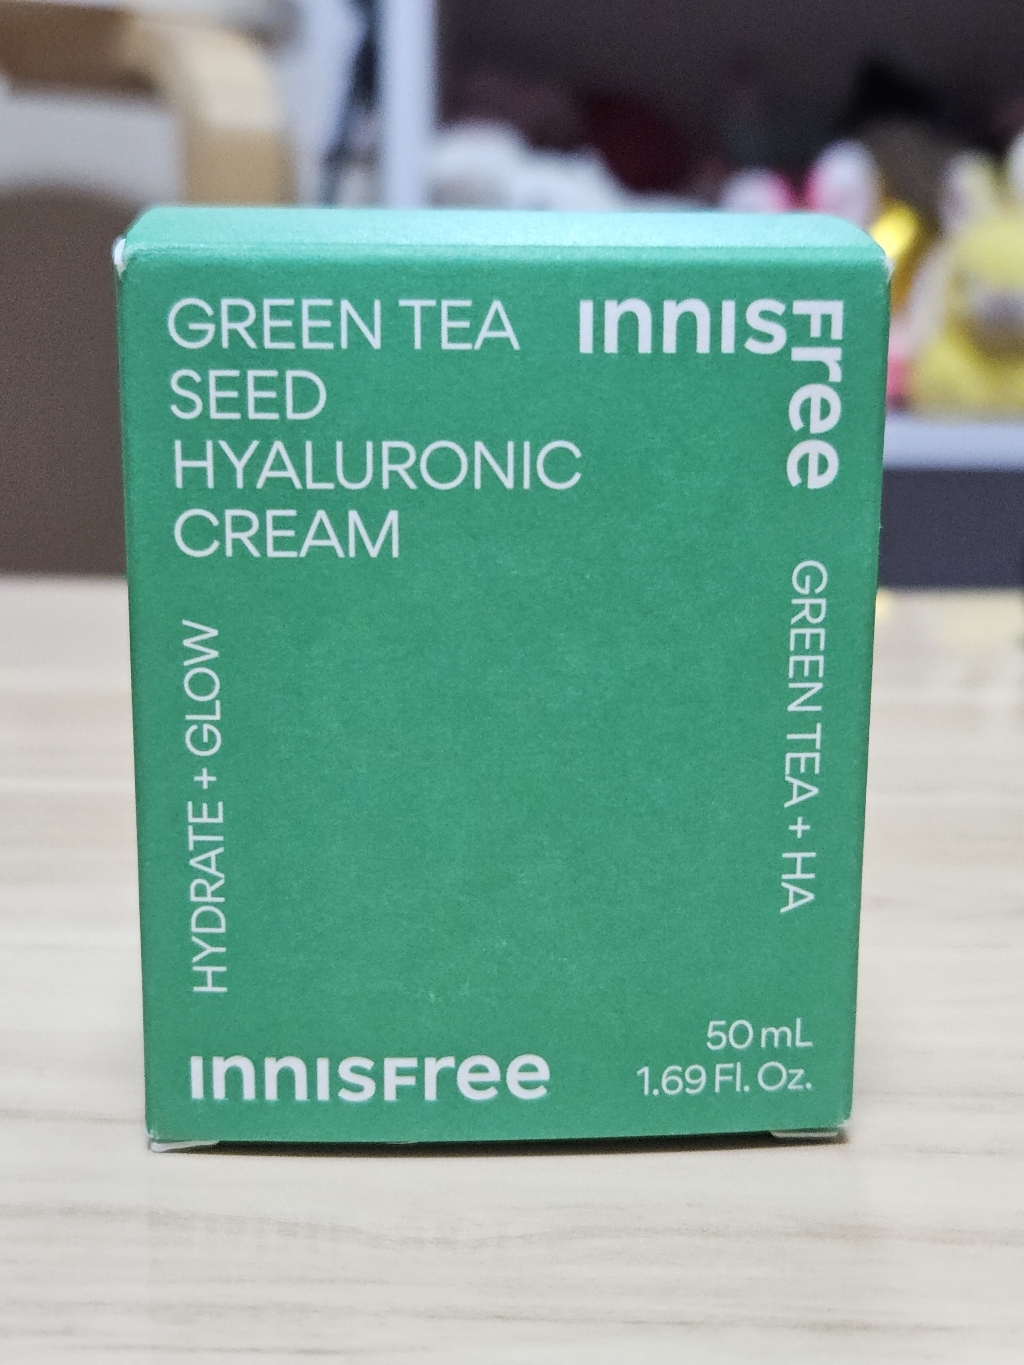 GREEN TEA
SEED
HYALURONIC
CREAM
innisFree
GREEN TEA + HA
HYDRATE + GLOW
innisFree
50 mL
1.69 Fl. Oz.